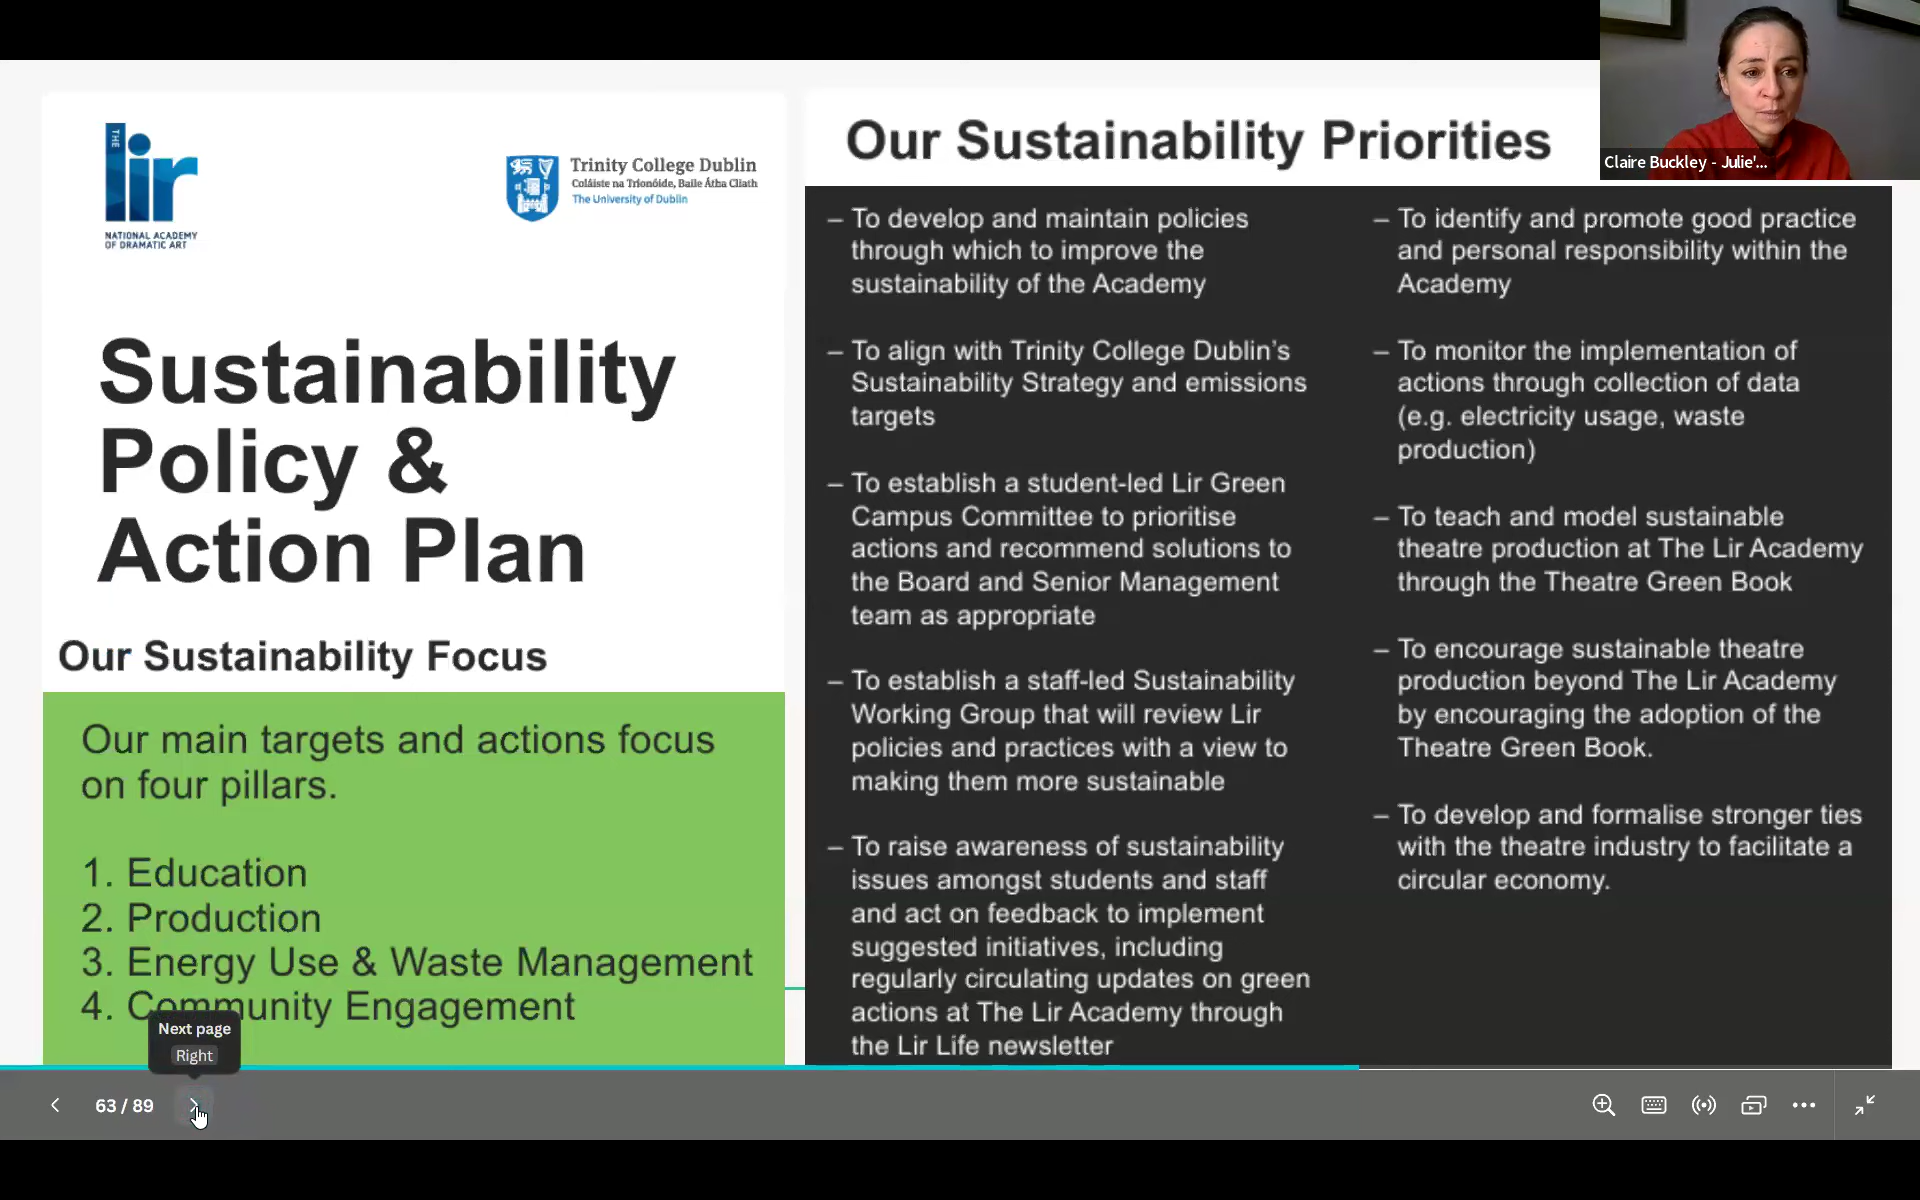 THE
lir
NATIONAL ACADEMY
OF DRAMATIC ART
Trinity College Dublin
Coláiste na Tríonóide, Baile Átha Cliath
The University of Dublin
Sustainability
Policy &
Action Plan
Our Sustainability Focus
Our main targets and actions focus
on four pillars.
1. Education
2. Production
3. Energy Use & Waste Management
4. Community Engagement
Our Sustainability Priorities
– To develop and maintain policies
through which to improve the
sustainability of the Academy
– To align with Trinity College Dublin’s
Sustainability Strategy and emissions
targets
– To establish a student-led Lir Green
Campus Committee to prioritise
actions and recommend solutions to
the Board and Senior Management
team as appropriate
– To establish a staff-led Sustainability
Working Group that will review Lir
policies and practices with a view to
making them more sustainable
– To raise awareness of sustainability
issues amongst students and staff
and act on feedback to implement
suggested initiatives, including
regularly circulating updates on green
actions at The Lir Academy through
the Lir Life newsletter
– To identify and promote good practice
and personal responsibility within the
Academy
– To monitor the implementation of
actions through collection of data
(e.g. electricity usage, waste
production)
– To teach and model sustainable
theatre production at The Lir Academy
through the Theatre Green Book
– To encourage sustainable theatre
production beyond The Lir Academy
by encouraging the adoption of the
Theatre Green Book.
– To develop and formalise stronger ties
with the theatre industry to facilitate a
circular economy.
Claire Buckley - Julie'...
Next page
Right
63 / 89